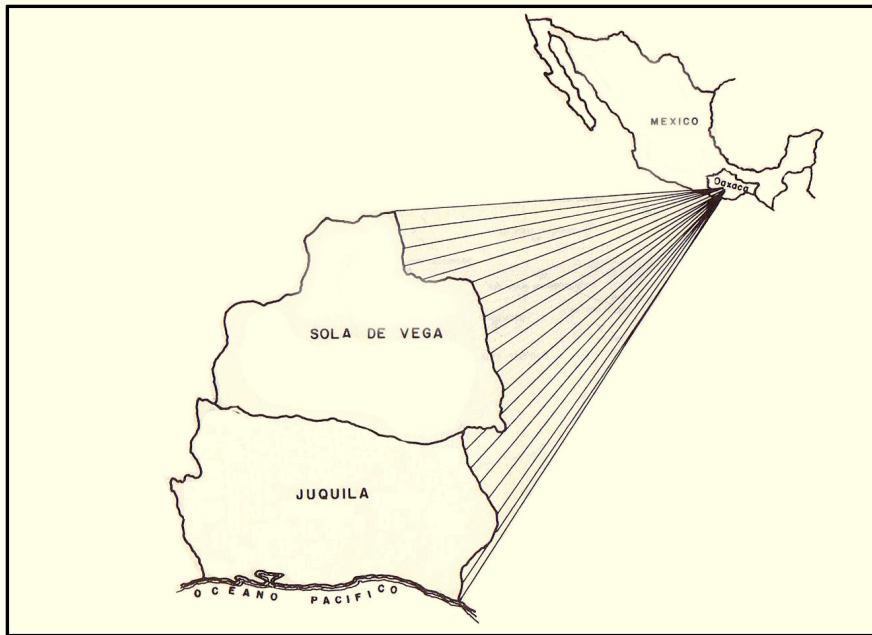 MEXICO
Oaxaca
SOLA DE VEGA
JUQUILA
OCEANO PACIFICO